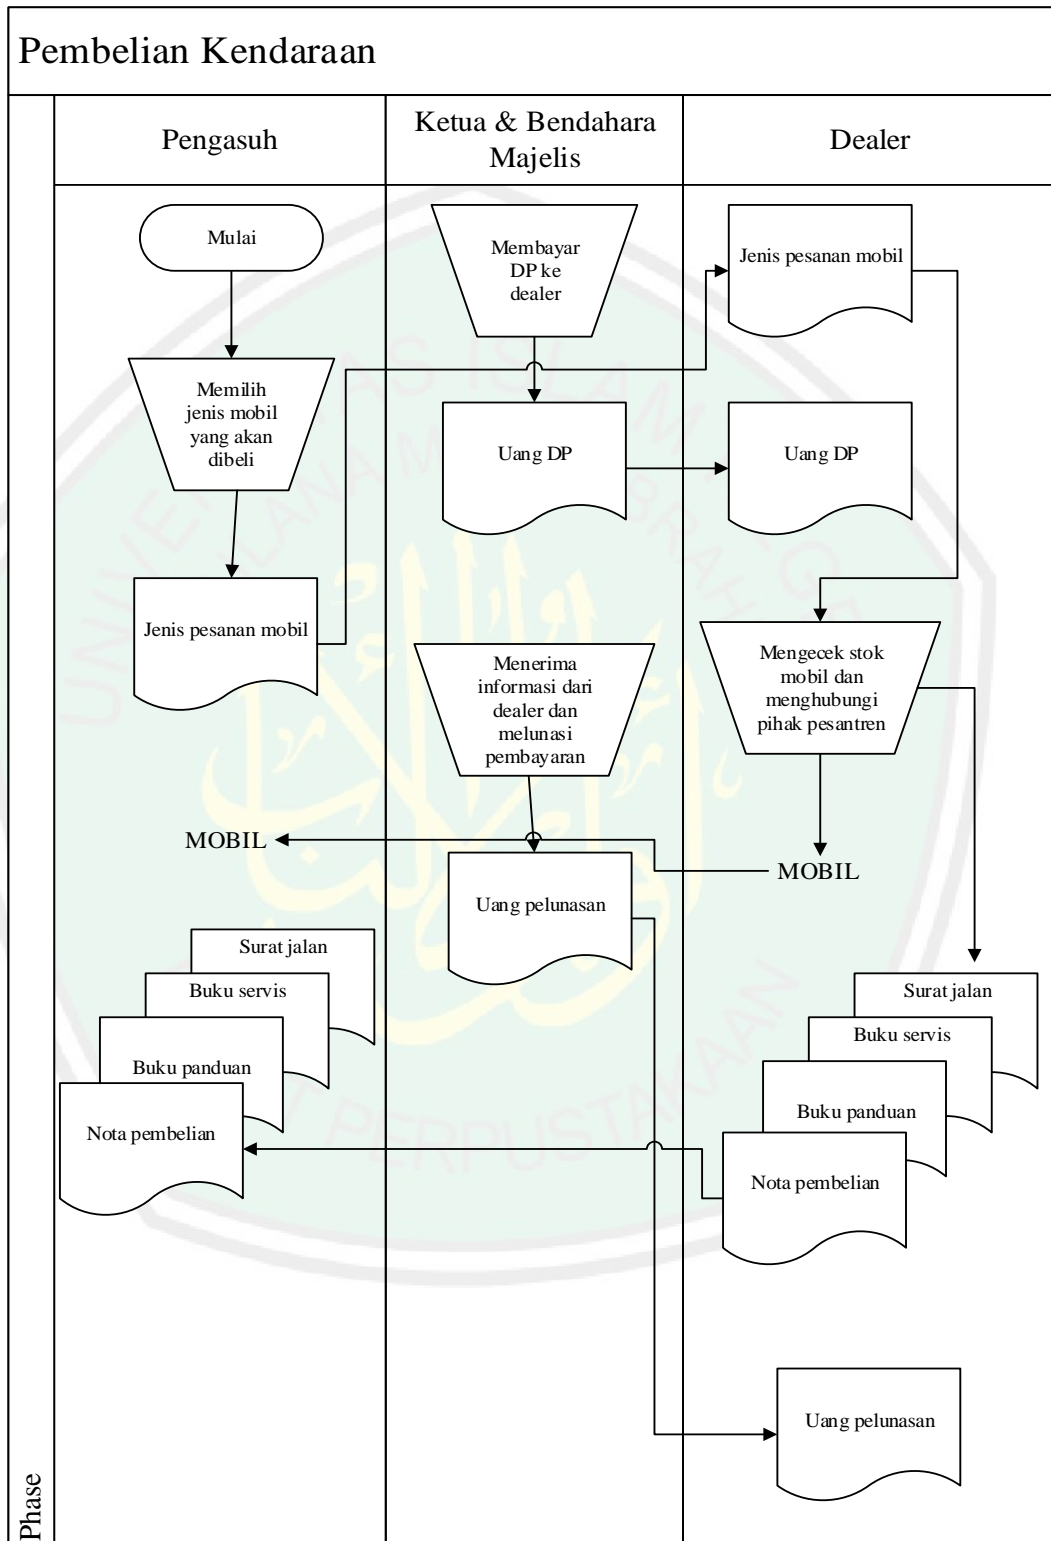 Pembelian Kendaraan
Pengasuh
Ketua & Bendahara
Majelis
Dealer
Mulai
Membayar
DP ke
dealer
Jenis pesanan mobil
Memilih
jenis mobil
yang akan
dibeli
Uang DP
Uang DP
Jenis pesanan mobil
Menerima
informasi dari
dealer dan
melunasi
pembayaran
Mengecek stok
mobil dan
menghubungi
pihak pesantren
MOBIL
MOBIL
Uang pelunasan
Surat jalan
Buku servis
Buku panduan
Nota pembelian
Surat jalan
Buku servis
Buku panduan
Nota pembelian
Uang pelunasan
Phase
PERPUSTAKAAN